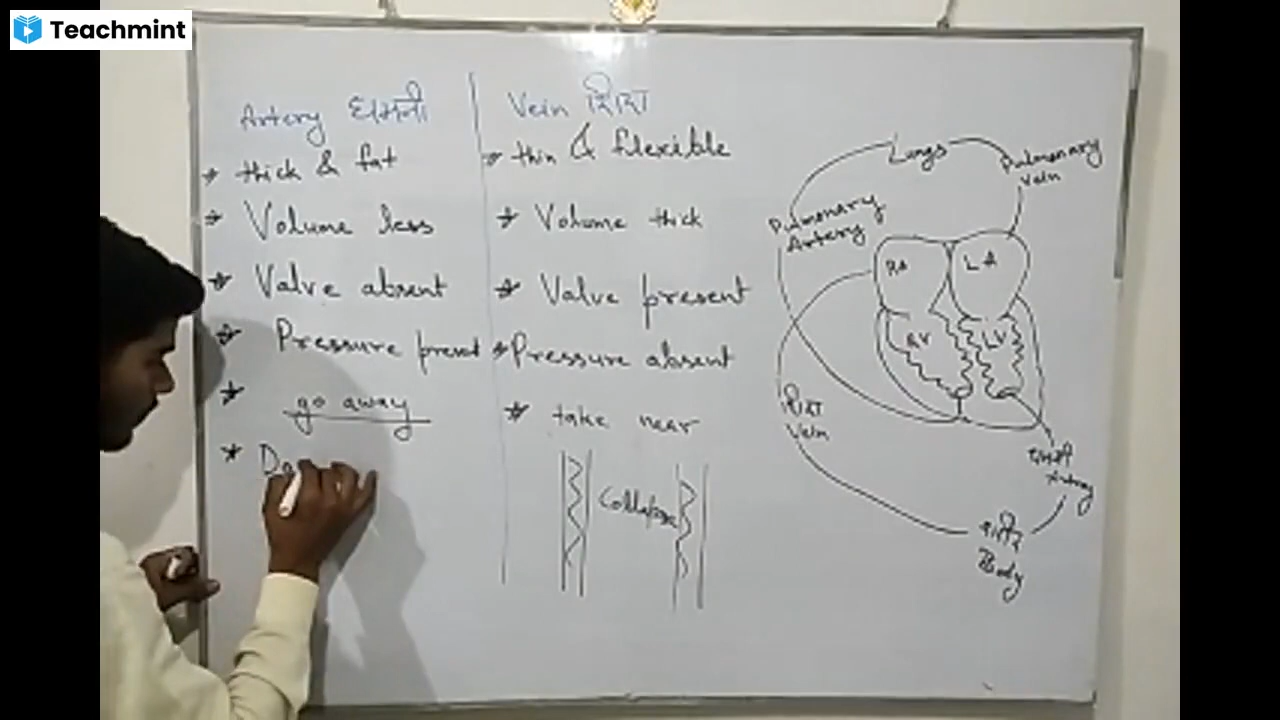 Teachmint
Artery धमनी
* thick & fat
* Volume less
* Valve absent
* Pressure presnt
* go away
* Do
Vein शिरा
* thin & flexible
* Volume thick
* Valve present
* Pressure absent
* take near
Collapse
Lungs
Pulmonary
Vein
Pulmonary
Artery
RA
LA
RV
LV
शिरा
Vein
धमनी
Artery
शरीर
Body